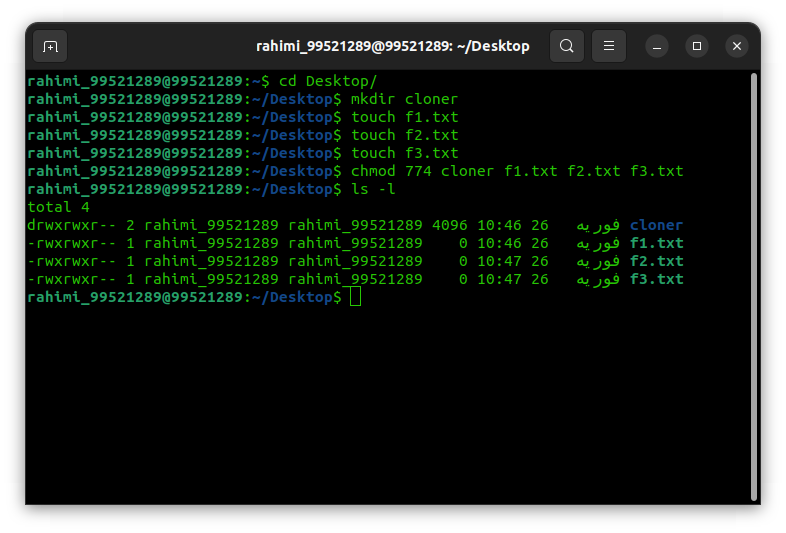 rahimi_99521289@99521289: ~/Desktop
rahimi_99521289@99521289:~$ cd Desktop/
rahimi_99521289@99521289:~/Desktop$ mkdir cloner
rahimi_99521289@99521289:~/Desktop$ touch f1.txt
rahimi_99521289@99521289:~/Desktop$ touch f2.txt
rahimi_99521289@99521289:~/Desktop$ touch f3.txt
rahimi_99521289@99521289:~/Desktop$ chmod 774 cloner f1.txt f2.txt f3.txt
rahimi_99521289@99521289:~/Desktop$ ls -l
total 4
drwxrwxr-- 2 rahimi_99521289 rahimi_99521289 4096 10:46 26 فوریه cloner
-rwxrwxr-- 1 rahimi_99521289 rahimi_99521289 0 10:46 26 فوریه f1.txt
-rwxrwxr-- 1 rahimi_99521289 rahimi_99521289 0 10:47 26 فوریه f2.txt
-rwxrwxr-- 1 rahimi_99521289 rahimi_99521289 0 10:47 26 فوریه f3.txt
rahimi_99521289@99521289:~/Desktop$